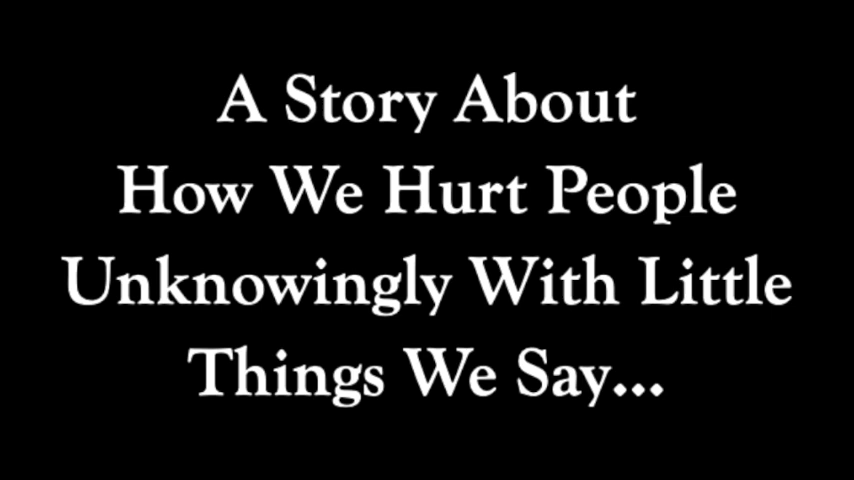 A Story About
How We Hurt People
Unknowingly With Little
Things We Say...